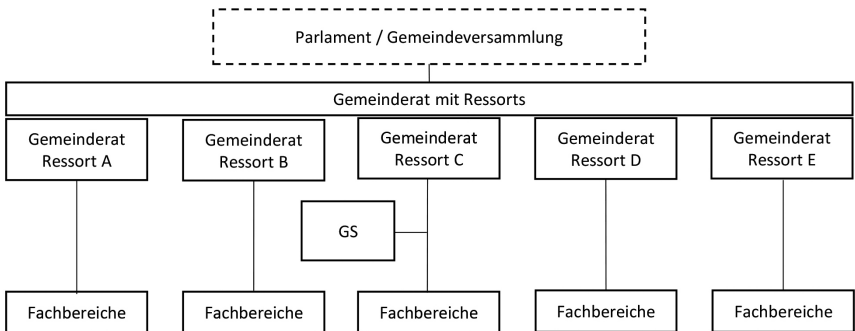 Parlament / Gemeindeversammlung
Gemeinderat mit Ressorts
Gemeinderat
Ressort A
Gemeinderat
Ressort B
Gemeinderat
Ressort C
Gemeinderat
Ressort D
Gemeinderat
Ressort E
GS
Fachbereiche
Fachbereiche
Fachbereiche
Fachbereiche
Fachbereiche